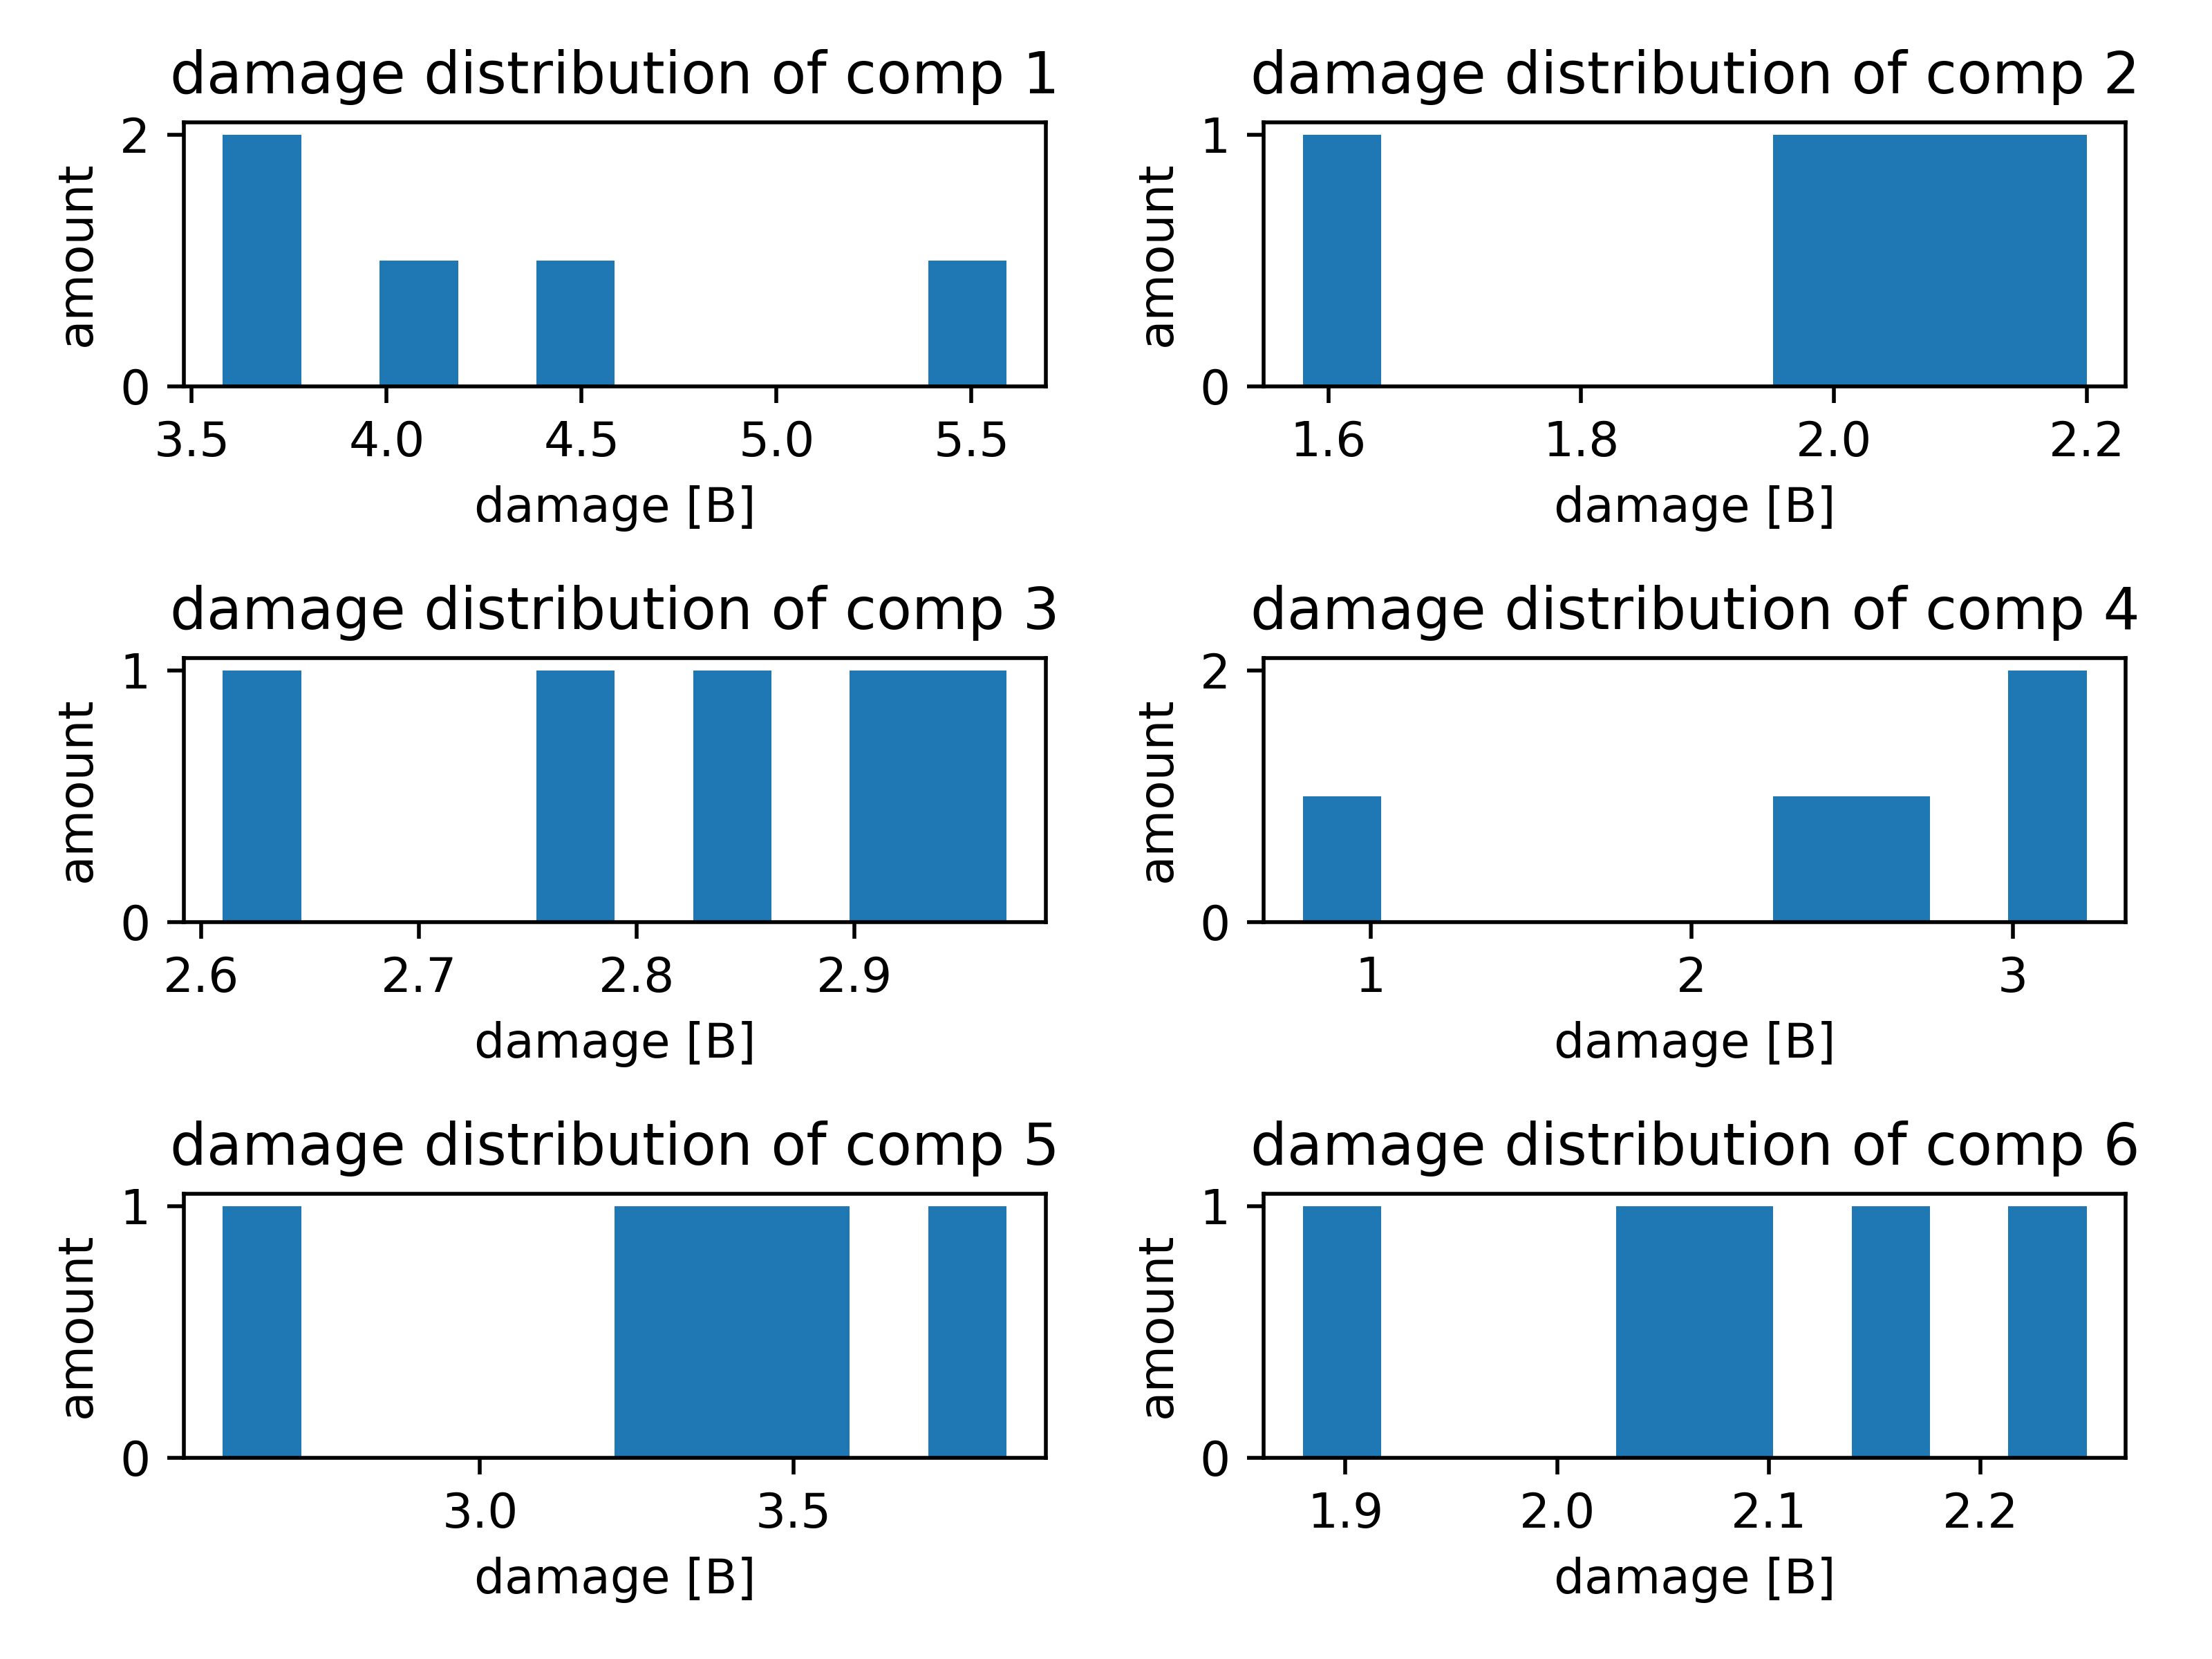 damage distribution of comp 1
amount
2
0
3.5 4.0 4.5 5.0 5.5
damage [B]
damage distribution of comp 2
amount
1
0
1.6 1.8 2.0 2.2
damage [B]
damage distribution of comp 3
amount
1
0
2.6 2.7 2.8 2.9
damage [B]
damage distribution of comp 4
amount
2
0
1 2 3
damage [B]
damage distribution of comp 5
amount
1
0
3.0 3.5
damage [B]
damage distribution of comp 6
amount
1
0
1.9 2.0 2.1 2.2
damage [B]